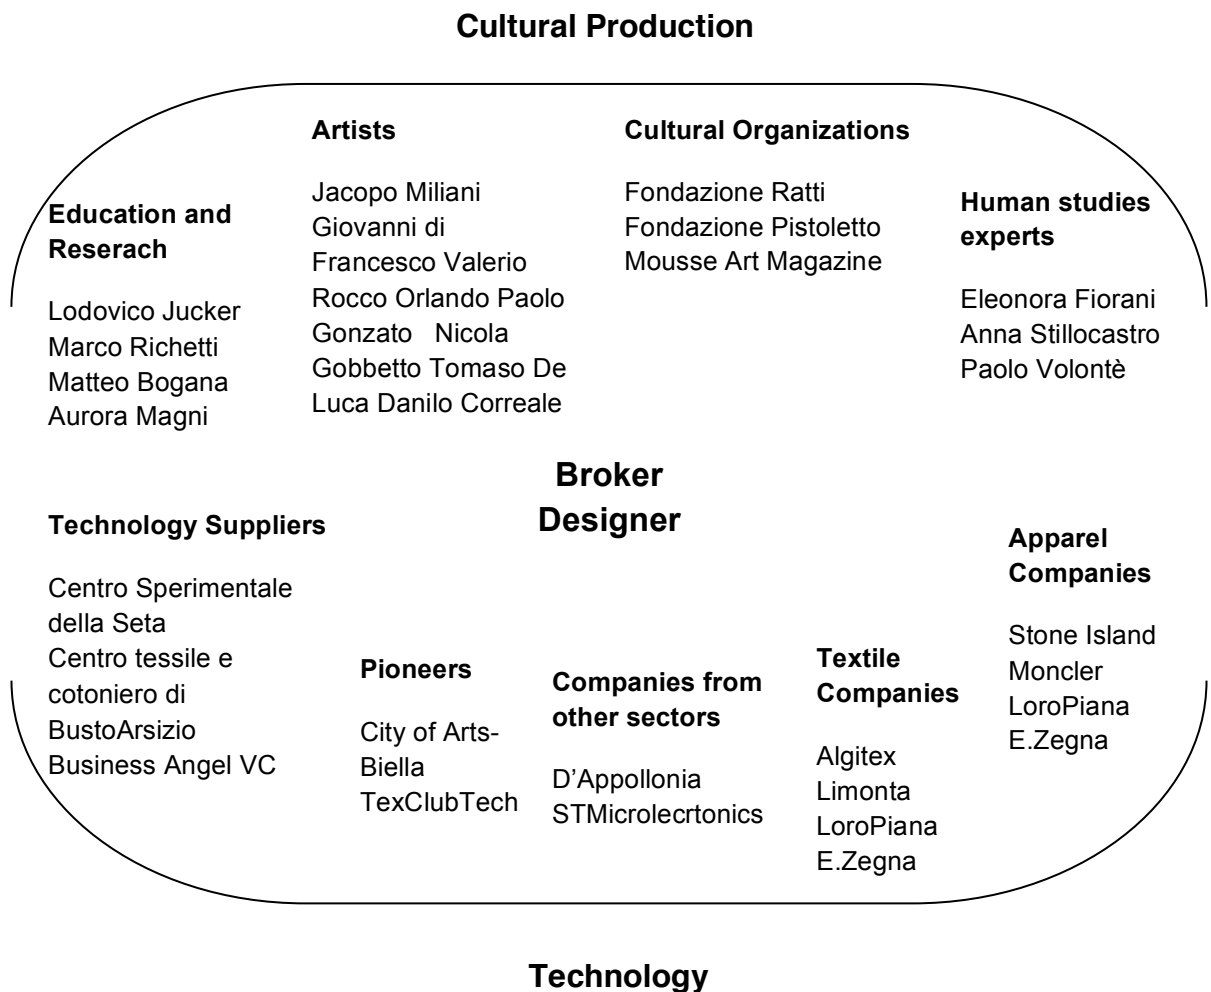 Cultural Production
Artists
Jacopo Miliani
Giovanni di
Francesco Valerio
Rocco Orlando Paolo
Gonzato Nicola
Gobbetto Tomaso De
Luca Danilo Correale
Cultural Organizations
Fondazione Ratti
Fondazione Pistoletto
Mousse Art Magazine
Education and
Reserach
Lodovico Jucker
Marco Richetti
Matteo Bogana
Aurora Magni
Human studies
experts
Eleonora Fiorani
Anna Stillocastro
Paolo Volontè
Broker
Designer
Technology Suppliers
Centro Sperimentale
della Seta
Centro tessile e
cotoniero di
BustoArsizio
Business Angel VC
Pioneers
City of Arts-
Biella
TexClubTech
Companies from
other sectors
D’Appollonia
STMicrolecrtonics
Textile
Companies
Algitex
Limonta
LoroPiana
E.Zegna
Apparel
Companies
Stone Island
Moncler
LoroPiana
E.Zegna
Technology